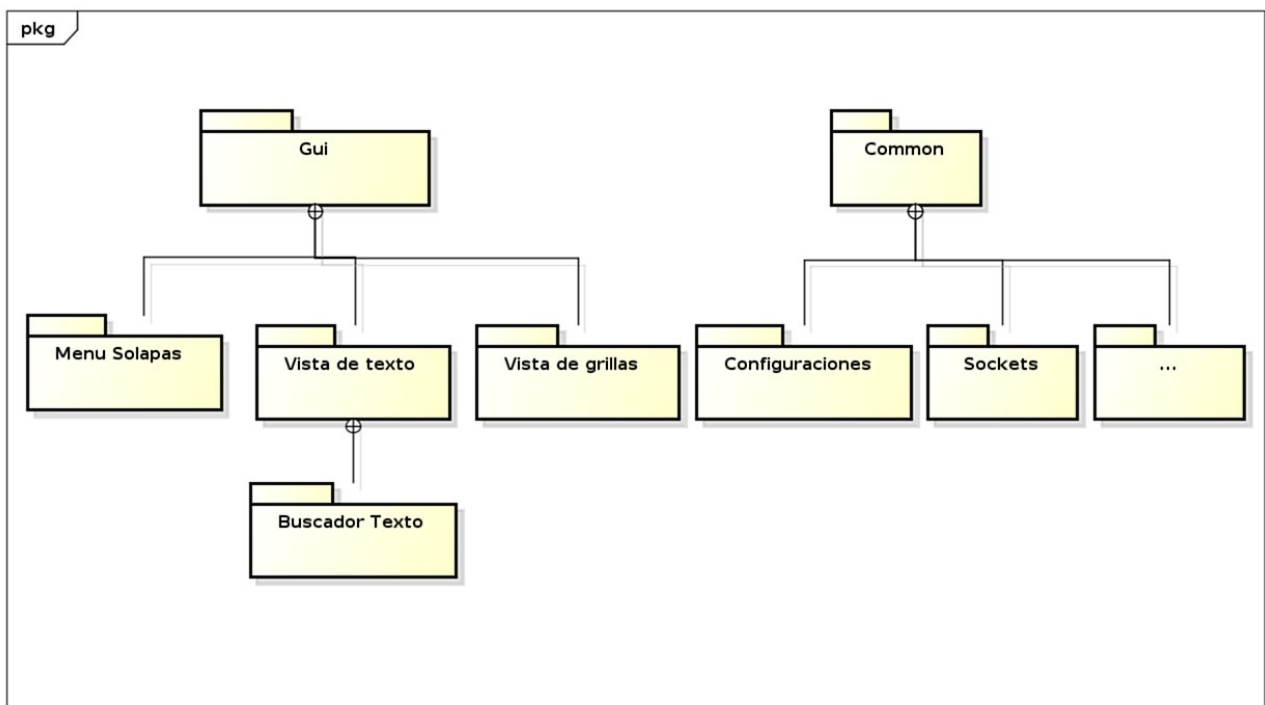 pkg
Gui
Common
Menu Solapas
Vista de texto
Vista de grillas
Configuraciones
Sockets
...
Buscador Texto